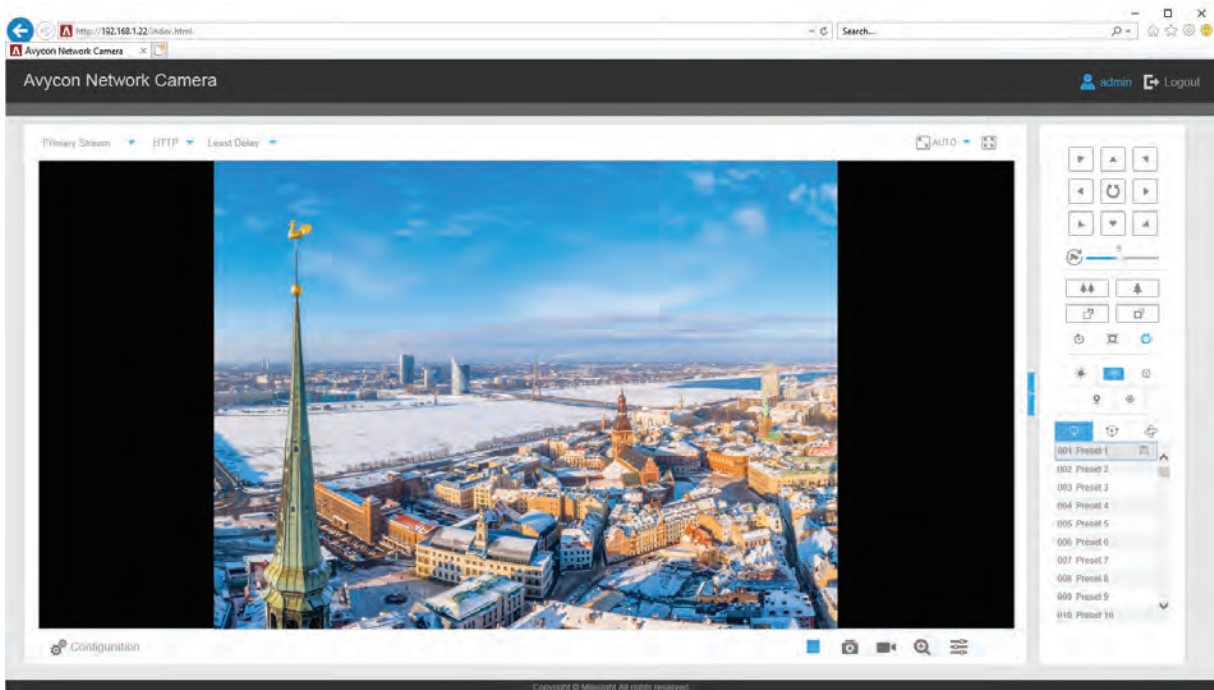 http://192.168.1.22/index.html
Search...
Avycon Network Camera
Avycon Network Camera
admin
Logout
Primary Stream
HTTP
Least Delay
AUTO
001 Preset 1
002 Preset 2
003 Preset 3
004 Preset 4
005 Preset 5
006 Preset 6
007 Preset 7
008 Preset 8
009 Preset 9
010 Preset 10
Configuration
Copyright © Milesight All rights reserved.